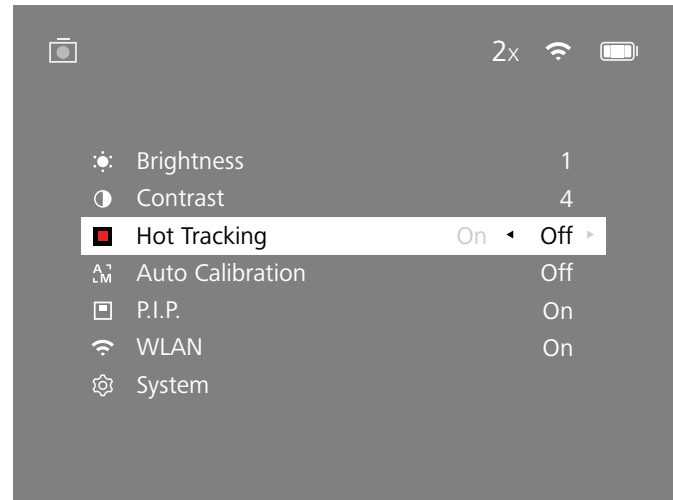 2x
Brightness 1
Contrast 4
Hot Tracking On Off
A M Auto Calibration Off
P.I.P. On
WLAN On
System